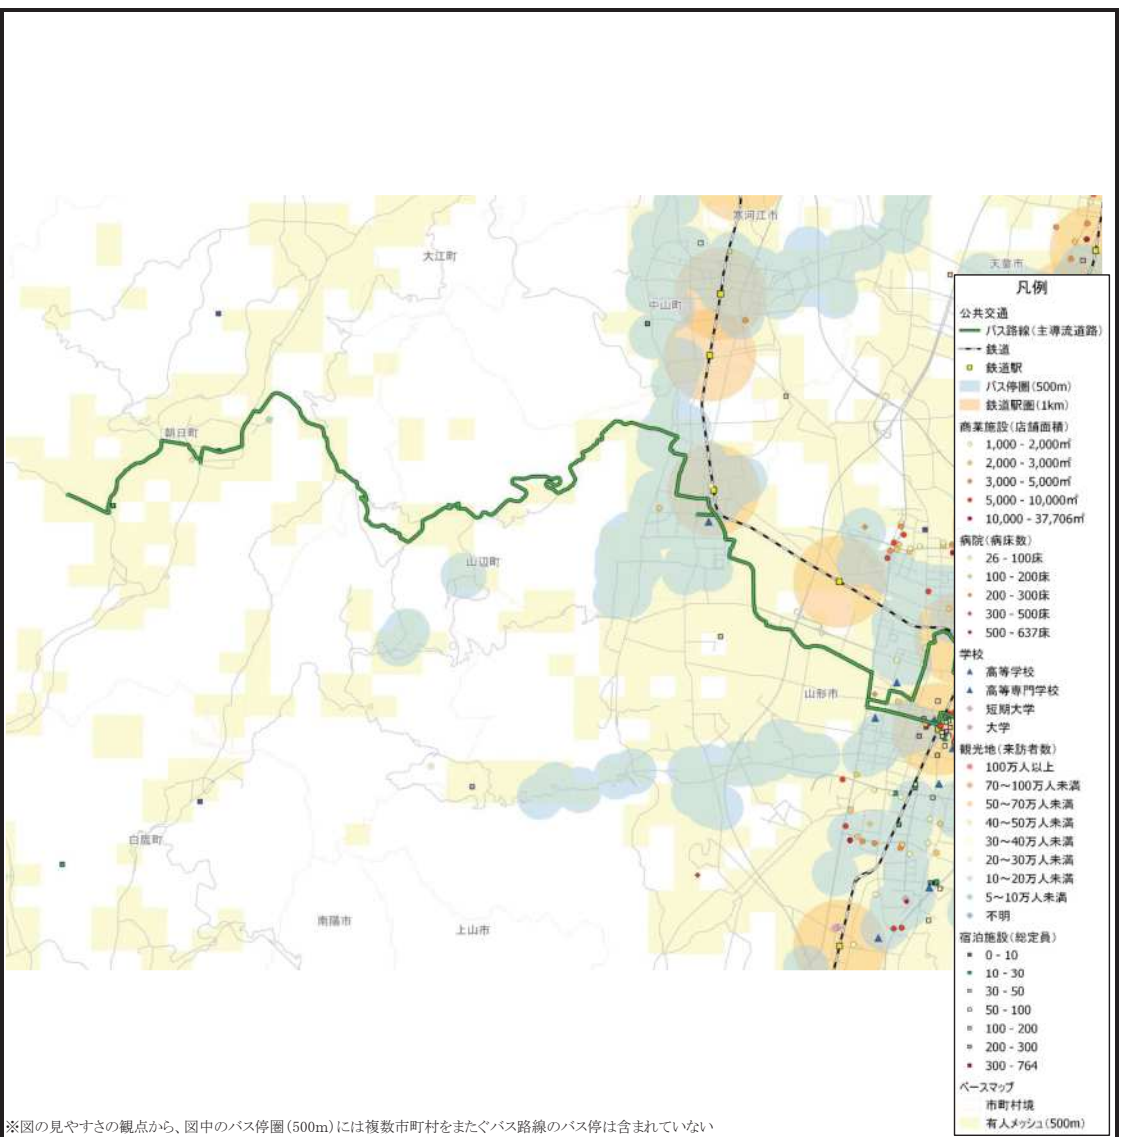 寒河江市
大江町
天童市
中山町
朝日町
山辺町
山形市
白鷹町
南陽市
上山市
凡例
公共交通
バス路線(主導流道路)
鉄道
鉄道駅
バス停圏(500m)
鉄道駅圏(1km)
商業施設(店舗面積)
1,000 - 2,000㎡
2,000 - 3,000㎡
3,000 - 5,000㎡
5,000 - 10,000㎡
10,000 - 37,706㎡
病院(病床数)
26 - 100床
100 - 200床
200 - 300床
300 - 500床
500 - 637床
学校
高等学校
高等専門学校
短期大学
大学
観光地(来訪者数)
100万人以上
70～100万人未満
50～70万人未満
40～50万人未満
30～40万人未満
20～30万人未満
10～20万人未満
5～10万人未満
不明
宿泊施設(総定員)
0 - 10
10 - 30
30 - 50
50 - 100
100 - 200
200 - 300
300 - 764
ベースマップ
市町村境
有人メッシュ(500m)
※図の見やすさの観点から、図中のバス停圏(500m)には複数市町村をまたぐバス路線のバス停は含まれていない